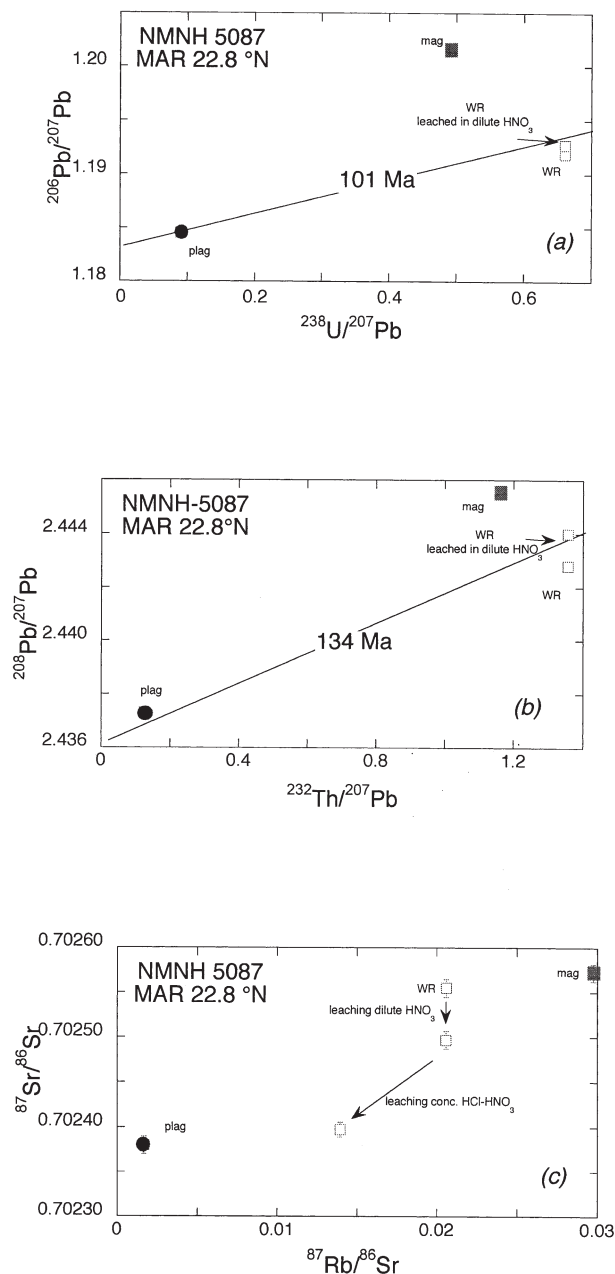 NMNH 5087
MAR 22.8 °N
mag
WR
leached in dilute HNO3
WR
101 Ma
plag
(a)
1.20
1.19
1.18
206Pb/207Pb
0 0.2 0.4 0.6
238U/207Pb
NMNH-5087
MAR 22.8°N
mag
WR
leached in dilute HNO3
WR
134 Ma
plag
(b)
2.444
2.440
2.436
208Pb/207Pb
0 0.4 0.8 1.2
232Th/207Pb
NMNH 5087
MAR 22.8 °N
WR
mag
leaching dilute HNO3
leaching conc. HCl-HNO3
plag
(c)
0.70260
0.70250
0.70240
0.70230
87Sr/86Sr
0 0.01 0.02 0.03
87Rb/86Sr